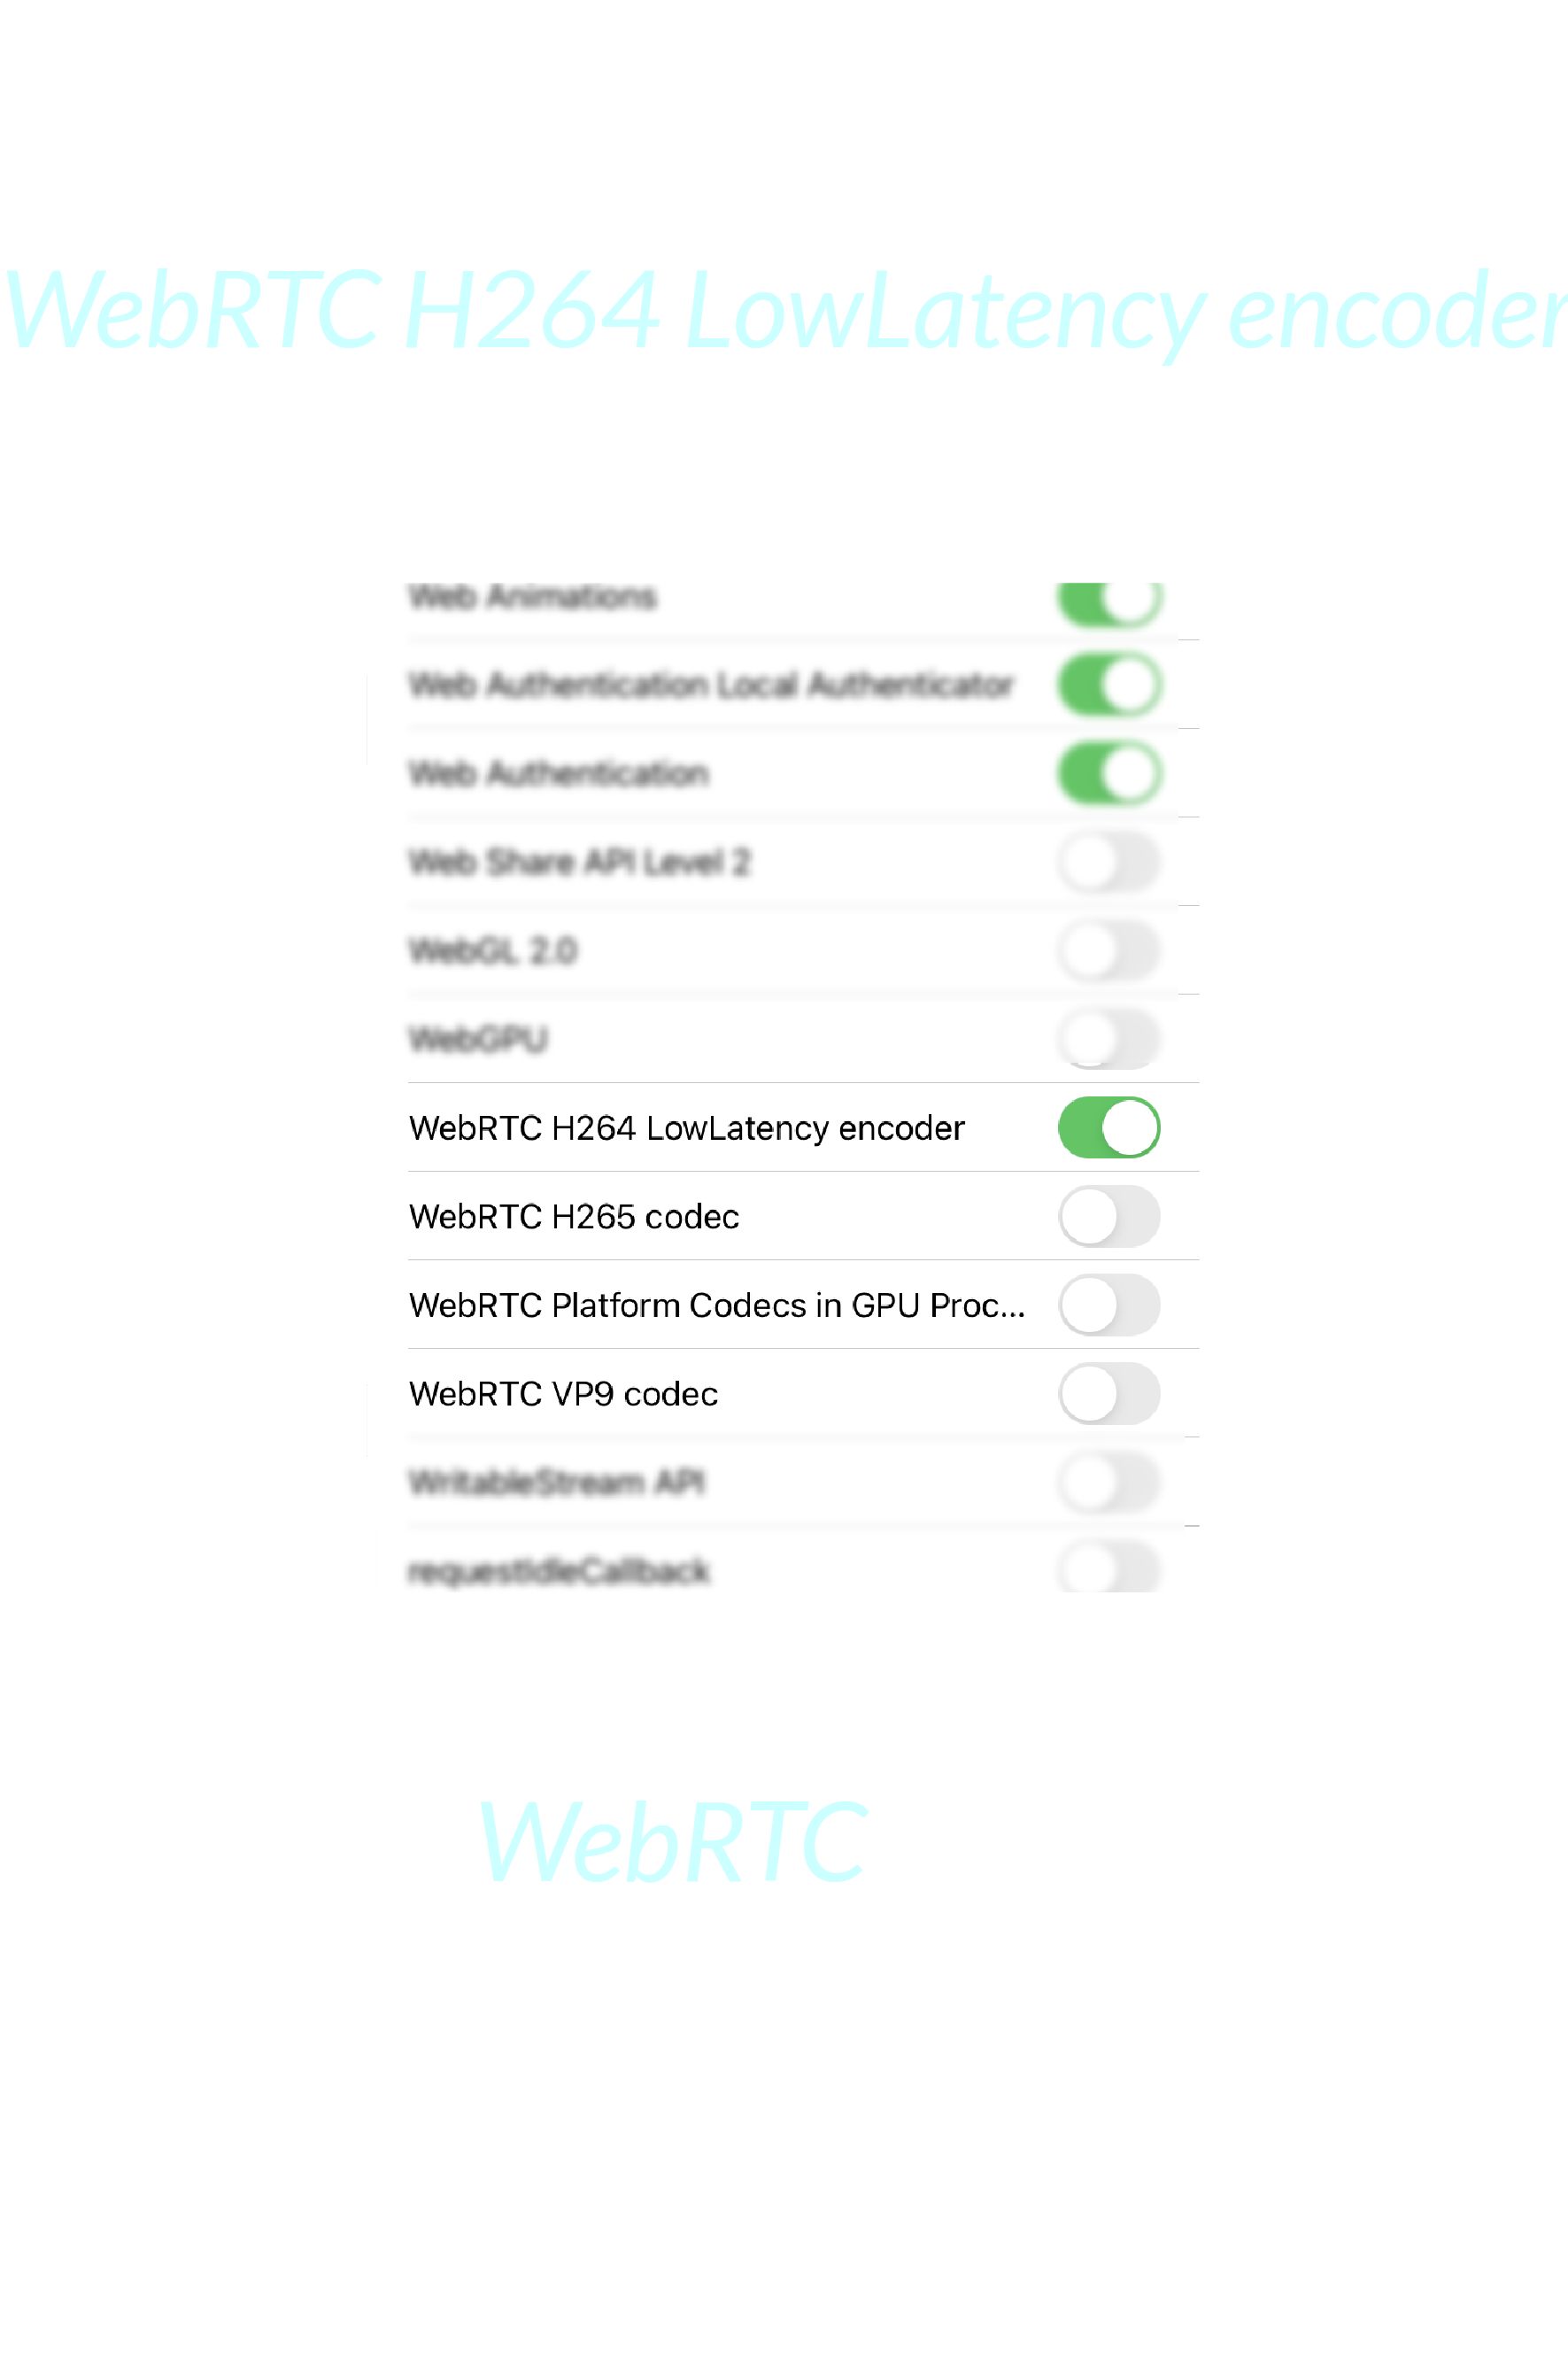 WebRTC H264 LowLatency encoder
Web Animations
Web Authentication Local Authenticator
Web Authentication
Web Share API Level 2
WebGL 2.0
WebGPU
WebRTC H264 LowLatency encoder
WebRTC H265 codec
WebRTC Platform Codecs in GPU Proc...
WebRTC VP9 codec
WritableStream API
requestIdleCallback
WebRTC